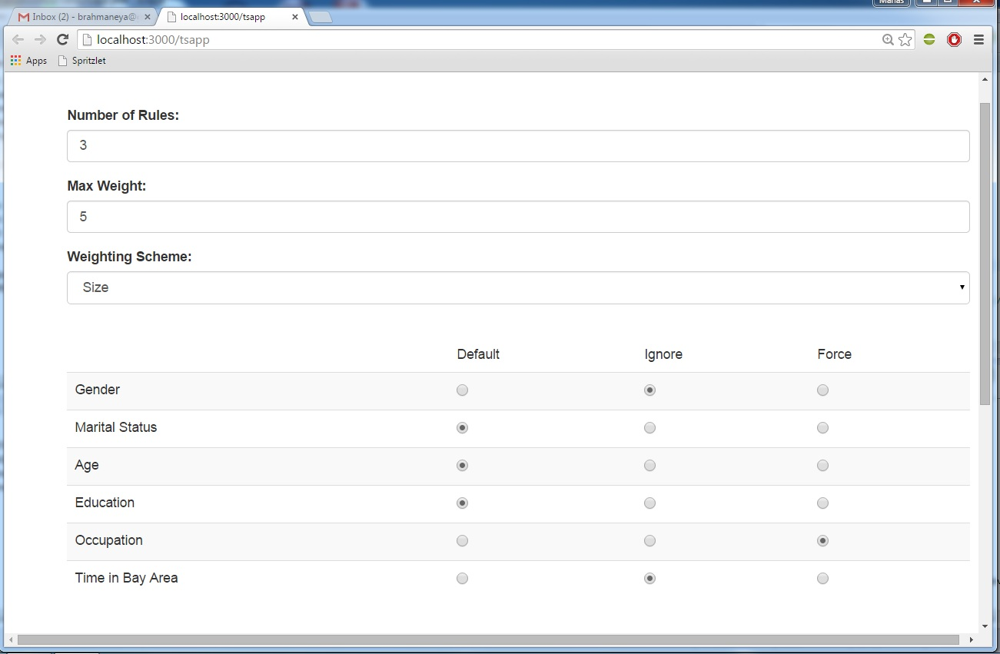 Manas
Inbox (2) - brahmaneya@
localhost:3000/tsapp
localhost:3000/tsapp
Apps
Spritzlet
Number of Rules:
3
Max Weight:
5
Weighting Scheme:
Size
Default Ignore Force
Gender
Marital Status
Age
Education
Occupation
Time in Bay Area